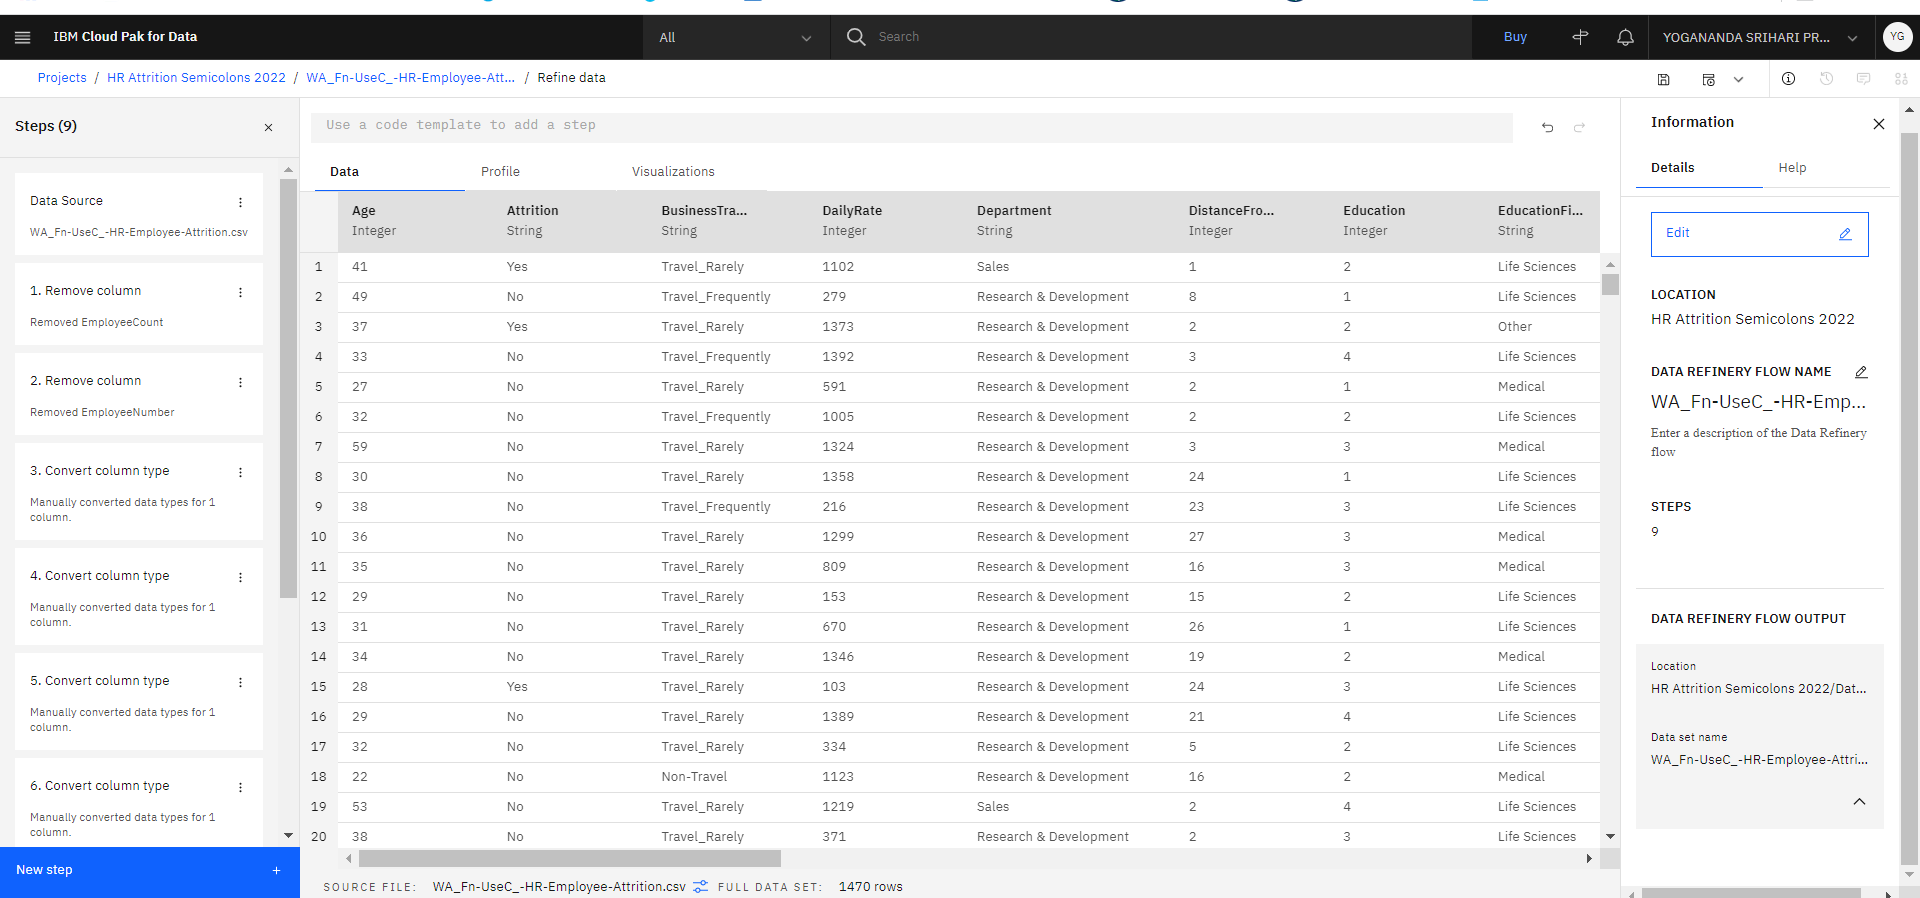 IBM Cloud Pak for Data
All
Search
Buy
YOGANANDA SRIHARI PR...
YG
Projects / HR Attrition Semicolons 2022 / WA_Fn-UseC_-HR-Employee-Att... / Refine data
Steps (9)
Data Source
WA_Fn-UseC_-HR-Employee-Attrition.csv
1. Remove column
Removed EmployeeCount
2. Remove column
Removed EmployeeNumber
3. Convert column type
Manually converted data types for 1
column.
4. Convert column type
Manually converted data types for 1
column.
5. Convert column type
Manually converted data types for 1
column.
6. Convert column type
Manually converted data types for 1
column.
New step +
Use a code template to add a step
Data Profile Visualizations
Age Attrition BusinessTra... DailyRate Department DistanceFro... Education EducationFi...
Integer String String Integer String Integer Integer String
1 41 Yes Travel_Rarely 1102 Sales 1 2 Life Sciences
2 49 No Travel_Frequently 279 Research & Development 8 1 Life Sciences
3 37 Yes Travel_Rarely 1373 Research & Development 2 2 Other
4 33 No Travel_Frequently 1392 Research & Development 3 4 Life Sciences
5 27 No Travel_Rarely 591 Research & Development 2 1 Medical
6 32 No Travel_Frequently 1005 Research & Development 2 2 Life Sciences
7 59 No Travel_Rarely 1324 Research & Development 3 3 Medical
8 30 No Travel_Rarely 1358 Research & Development 24 1 Life Sciences
9 38 No Travel_Frequently 216 Research & Development 23 3 Life Sciences
10 36 No Travel_Rarely 1299 Research & Development 27 3 Medical
11 35 No Travel_Rarely 809 Research & Development 16 3 Medical
12 29 No Travel_Rarely 153 Research & Development 15 2 Life Sciences
13 31 No Travel_Rarely 670 Research & Development 26 1 Life Sciences
14 34 No Travel_Rarely 1346 Research & Development 19 2 Medical
15 28 Yes Travel_Rarely 103 Research & Development 24 3 Life Sciences
16 29 No Travel_Rarely 1389 Research & Development 21 4 Life Sciences
17 32 No Travel_Rarely 334 Research & Development 5 2 Life Sciences
18 22 No Non-Travel 1123 Research & Development 16 2 Medical
19 53 No Travel_Rarely 1219 Sales 2 4 Life Sciences
20 38 No Travel_Rarely 371 Research & Development 2 3 Life Sciences
SOURCE FILE: WA_Fn-UseC_-HR-Employee-Attrition.csv FULL DATA SET: 1470 rows
Information
Details Help
Edit
LOCATION
HR Attrition Semicolons 2022
DATA REFINERY FLOW NAME
WA_Fn-UseC_-HR-Emp...
Enter a description of the Data Refinery
flow
STEPS
9
DATA REFINERY FLOW OUTPUT
Location
HR Attrition Semicolons 2022/Dat...
Data set name
WA_Fn-UseC_-HR-Employee-Attri...